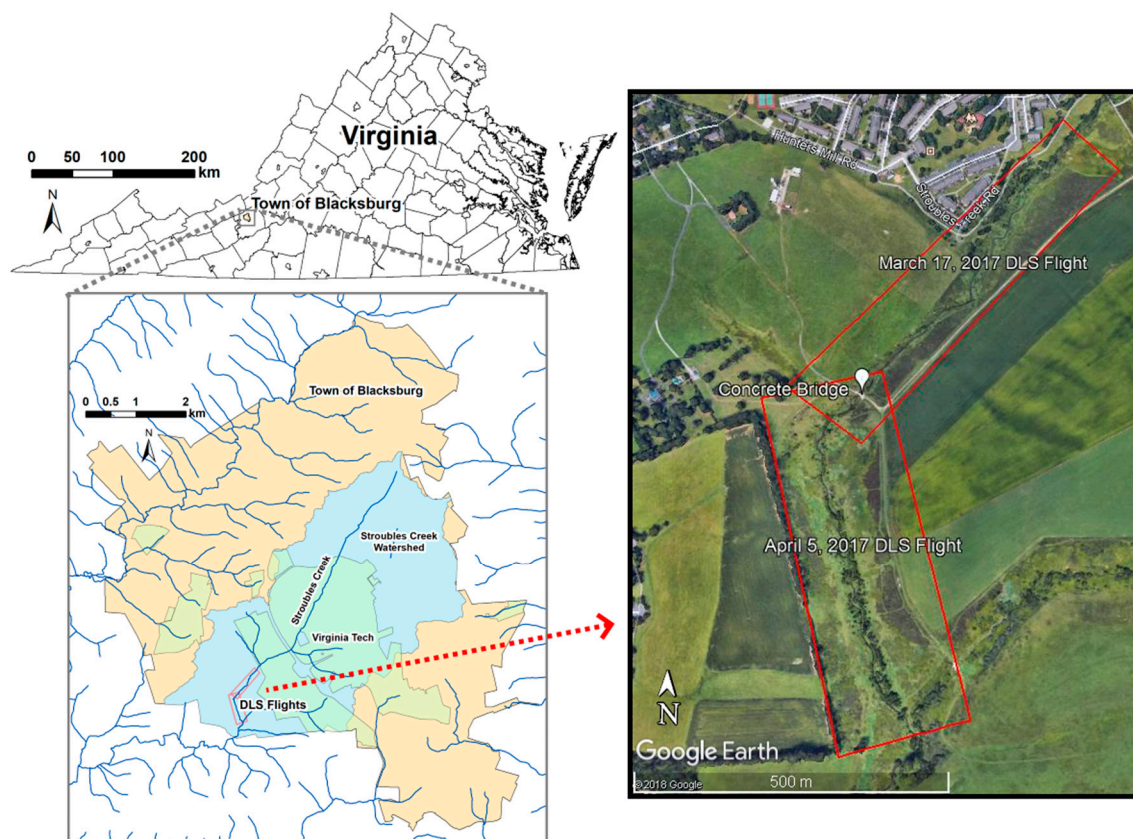 Virginia
0 50 100 200
km
N
Town of Blacksburg
Town of Blacksburg
0 0.5 1 2
km
N
Stroubles Creek
Watershed
Stroubles Creek
Virginia Tech
DLS Flights
Hunters Mill Rd
Stroubles Creek Rd
March 17, 2017 DLS Flight
Concrete Bridge
April 5, 2017 DLS Flight
N
Google Earth
© 2018 Google
500 m